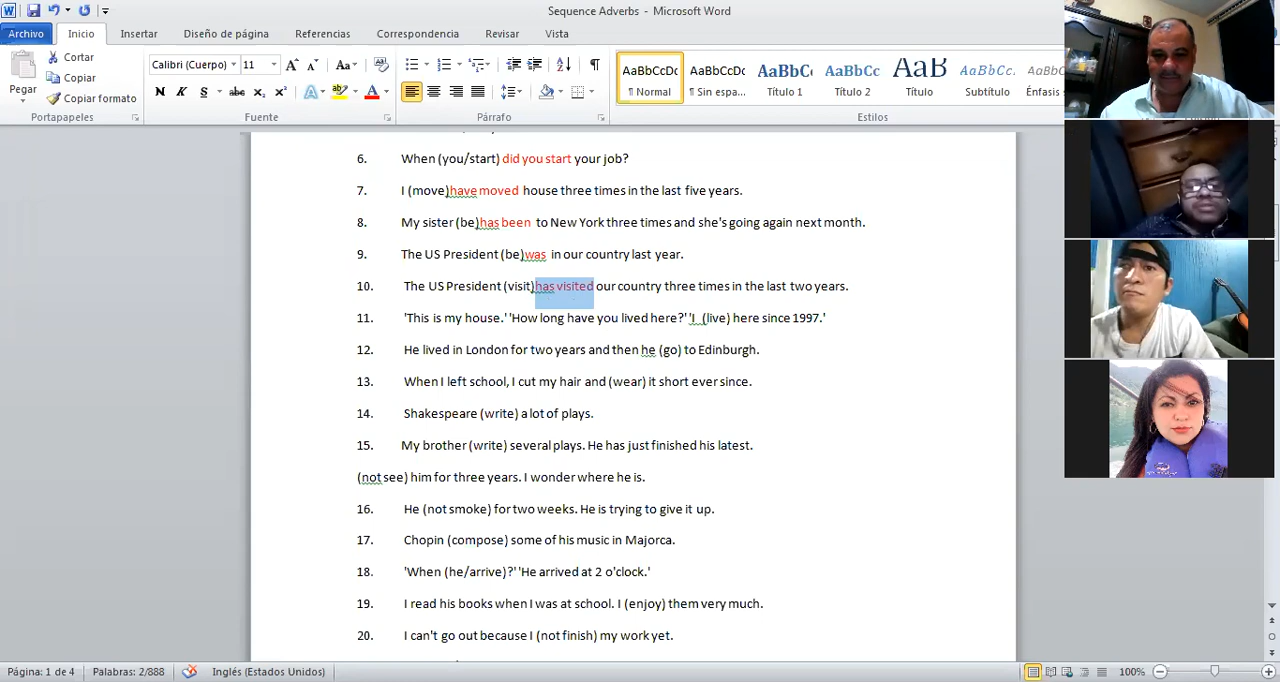 Sequence Adverbs - Microsoft Word
Archivo Inicio Insertar Diseño de página Referencias Correspondencia Revisar Vista
Pegar
Cortar
Copiar
Copiar formato
Portapapeles
Calibri (Cuerpo) 11
Fuente
Párrafo
AaBbCcDc AaBbCcDc AaBbC AaBbCc AaB AaBbCc. AaBbC
¶ Normal ¶ Sin espa... Título 1 Título 2 Título Subtítulo Énfasis
Estilos
6. When (you/start) did you start your job?
7. I (move)have moved house three times in the last five years.
8. My sister (be)has been to New York three times and she's going again next month.
9. The US President (be)was in our country last year.
10. The US President (visit)has visited our country three times in the last two years.
11. 'This is my house.' 'How long have you lived here?' 'I (live) here since 1997.'
12. He lived in London for two years and then he (go) to Edinburgh.
13. When I left school, I cut my hair and (wear) it short ever since.
14. Shakespeare (write) a lot of plays.
15. My brother (write) several plays. He has just finished his latest.
(not see) him for three years. I wonder where he is.
16. He (not smoke) for two weeks. He is trying to give it up.
17. Chopin (compose) some of his music in Majorca.
18. 'When (he/arrive)?' 'He arrived at 2 o'clock.'
19. I read his books when I was at school. I (enjoy) them very much.
20. I can't go out because I (not finish) my work yet.
Página: 1 de 4 Palabras: 2/888 Inglés (Estados Unidos) 100%